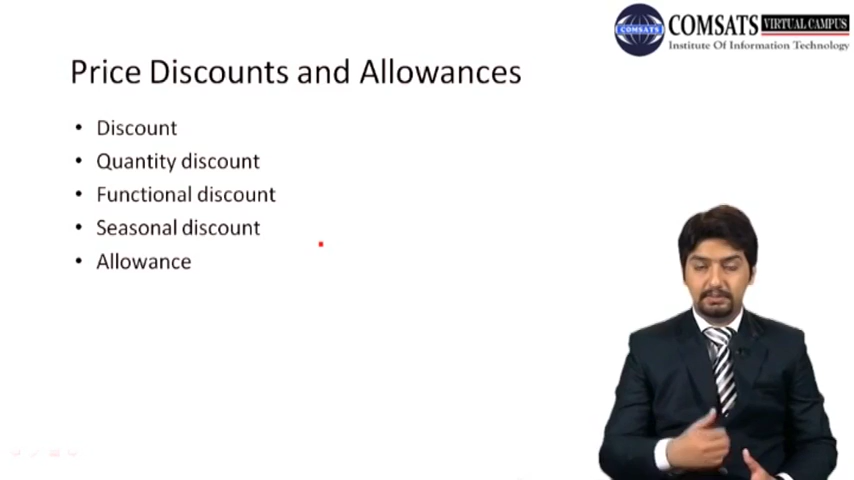 COMSATS VIRTUAL CAMPUS
COMSATS
Institute Of Information Technology
Price Discounts and Allowances
• Discount
• Quantity discount
• Functional discount
• Seasonal discount
• Allowance